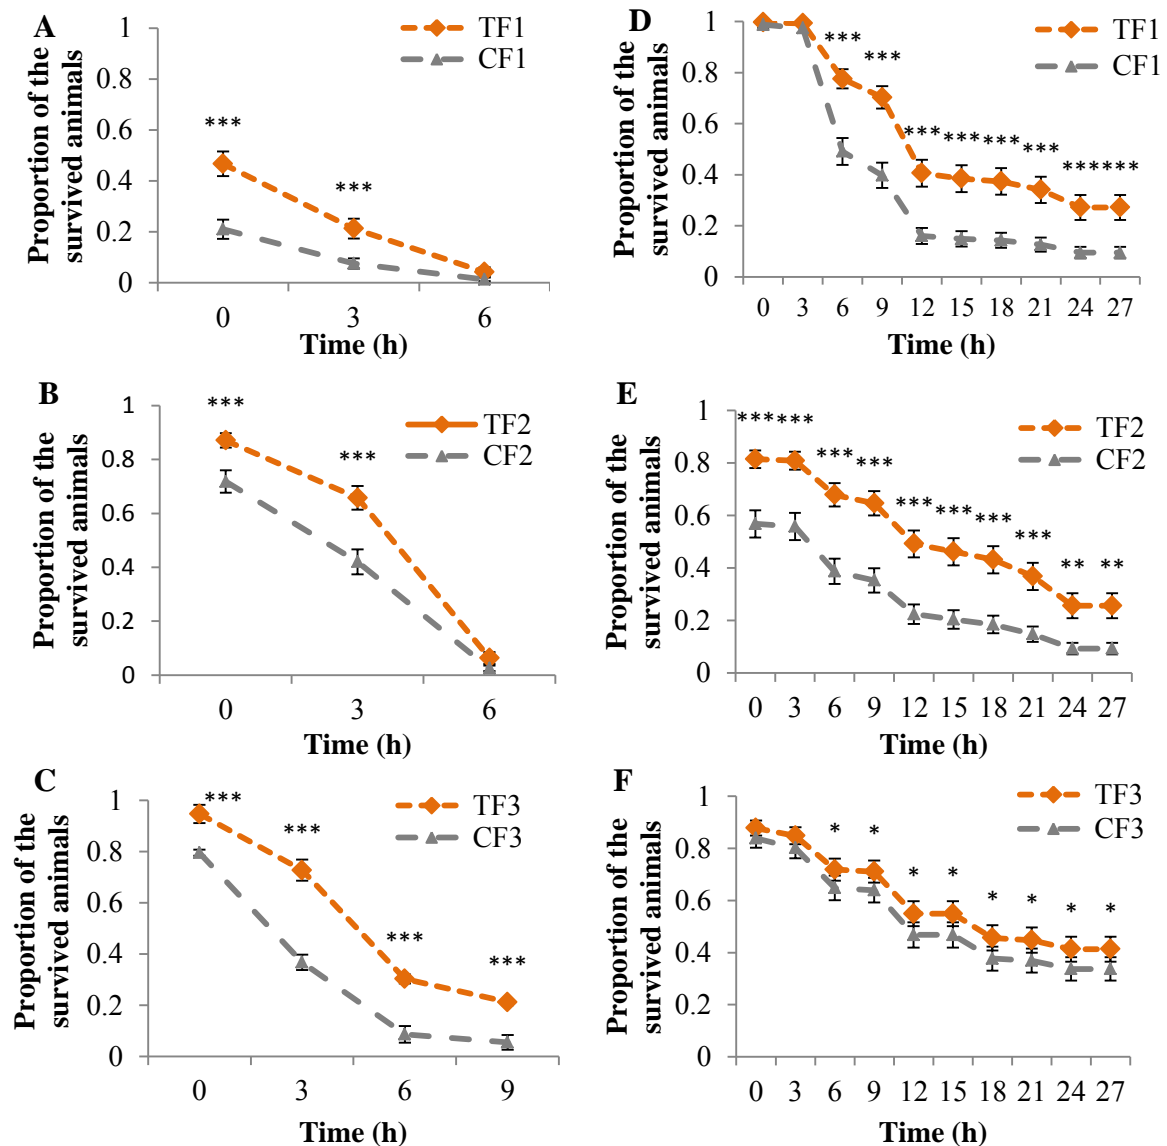 A
TF1
CF1
Proportion of the
survived animals
1
0.8
0.6
0.4
0.2
0
***
***
0 3 6
Time (h)
D
TF1
CF1
Proportion of the
survived animals
1
0.8
0.6
0.4
0.2
0
***
***
***
***
***
***
***
***
0 3 6 9 12 15 18 21 24 27
Time (h)
B
TF2
CF2
Proportion of the
survived animals
1
0.8
0.6
0.4
0.2
0
***
***
0 3 6
Time (h)
E
TF2
CF2
Proportion of the
survived animals
1
0.8
0.6
0.4
0.2
0
***
***
***
***
***
***
***
***
**
**
0 3 6 9 12 15 18 21 24 27
Time (h)
C
TF3
CF3
Proportion of the
survived animals
1
0.8
0.6
0.4
0.2
0
***
***
***
***
0 3 6 9
Time (h)
F
TF3
CF3
Proportion of the
survived animals
1
0.8
0.6
0.4
0.2
0
*
*
*
*
*
*
*
*
0 3 6 9 12 15 18 21 24 27
Time (h)